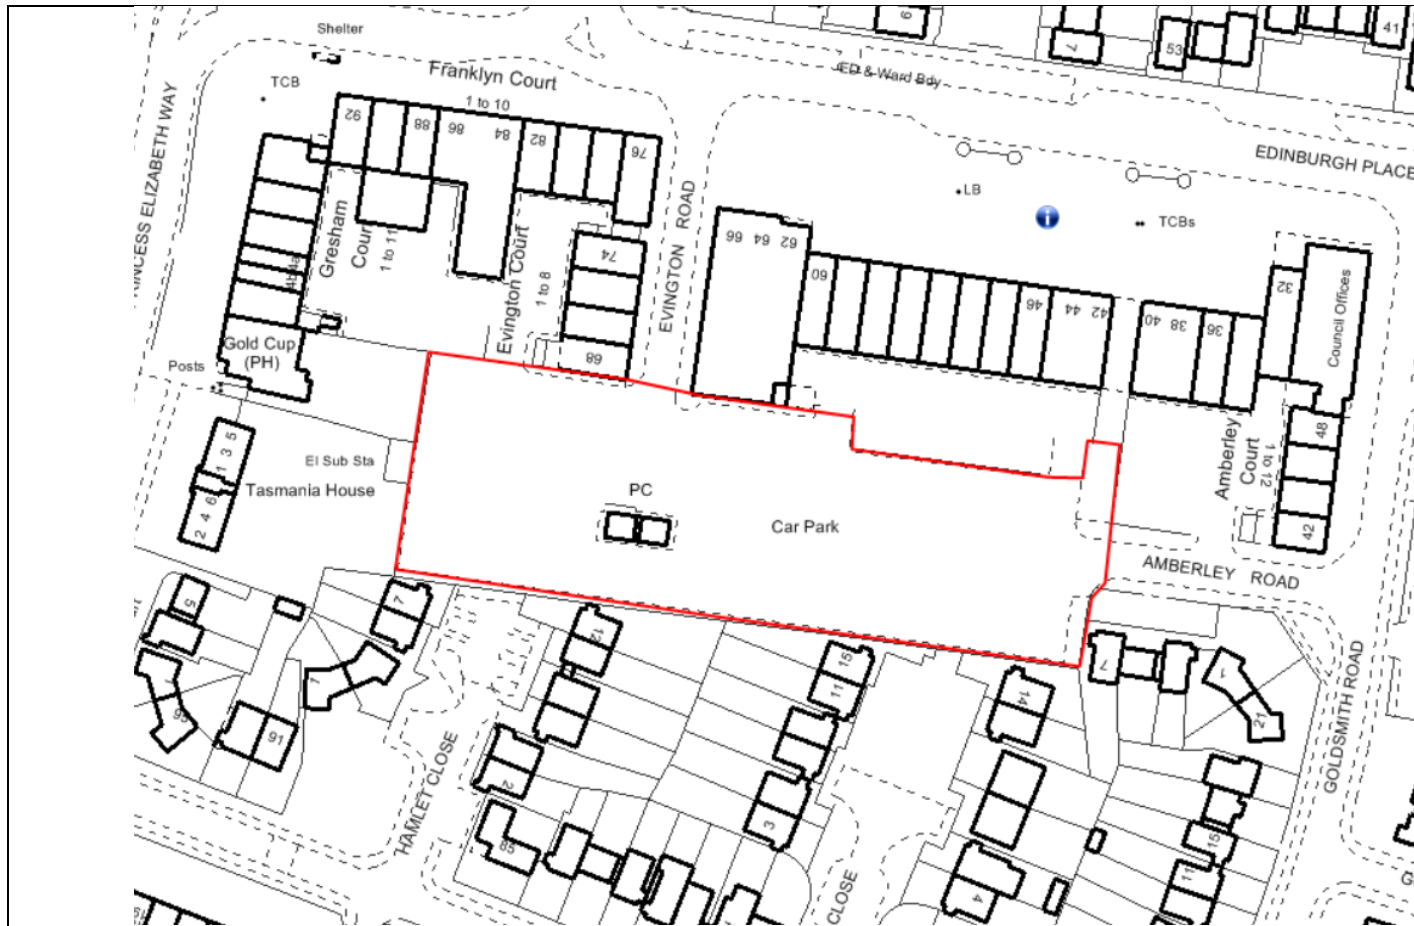 Shelter
Franklyn Court
1 to 10
TCB
92
88
86
84
82
76
PRINCESS ELIZABETH WAY
Gresham
Court
1 to 11
Evington Court
1 to 8
74
68
EVINGTON ROAD
Gold Cup
(PH)
Posts
ED & Ward Bdy
9
7
53
41
EDINBURGH PLACE
LB
i
TCBs
66 64 62
60
46
44
42
40
38
36
32
Council Offices
48
Amberley
Court
1 to 12
42
El Sub Sta
Tasmania House
1 3 5
2 4 6
PC
Car Park
AMBERLEY ROAD
GOLDSMITH ROAD
5
7
91
12
2
HAMLET CLOSE
15
11
3
14
7
1
21
15
11
4
CLOSE